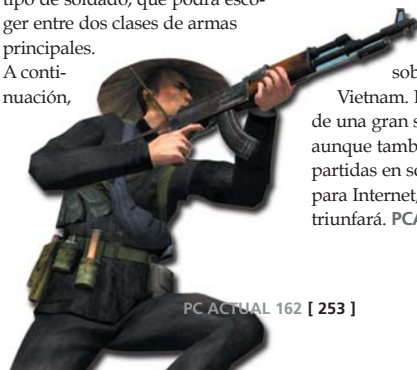 tipo de soldado, que podrá esco-
ger entre dos clases de armas
principales.
A conti-
nuación,
sob
Vietnam. 
de una gran s
aunque tamb
partidas en so
para Internet,
triunfará. PCA
PC ACTUAL 162 [ 253 ]